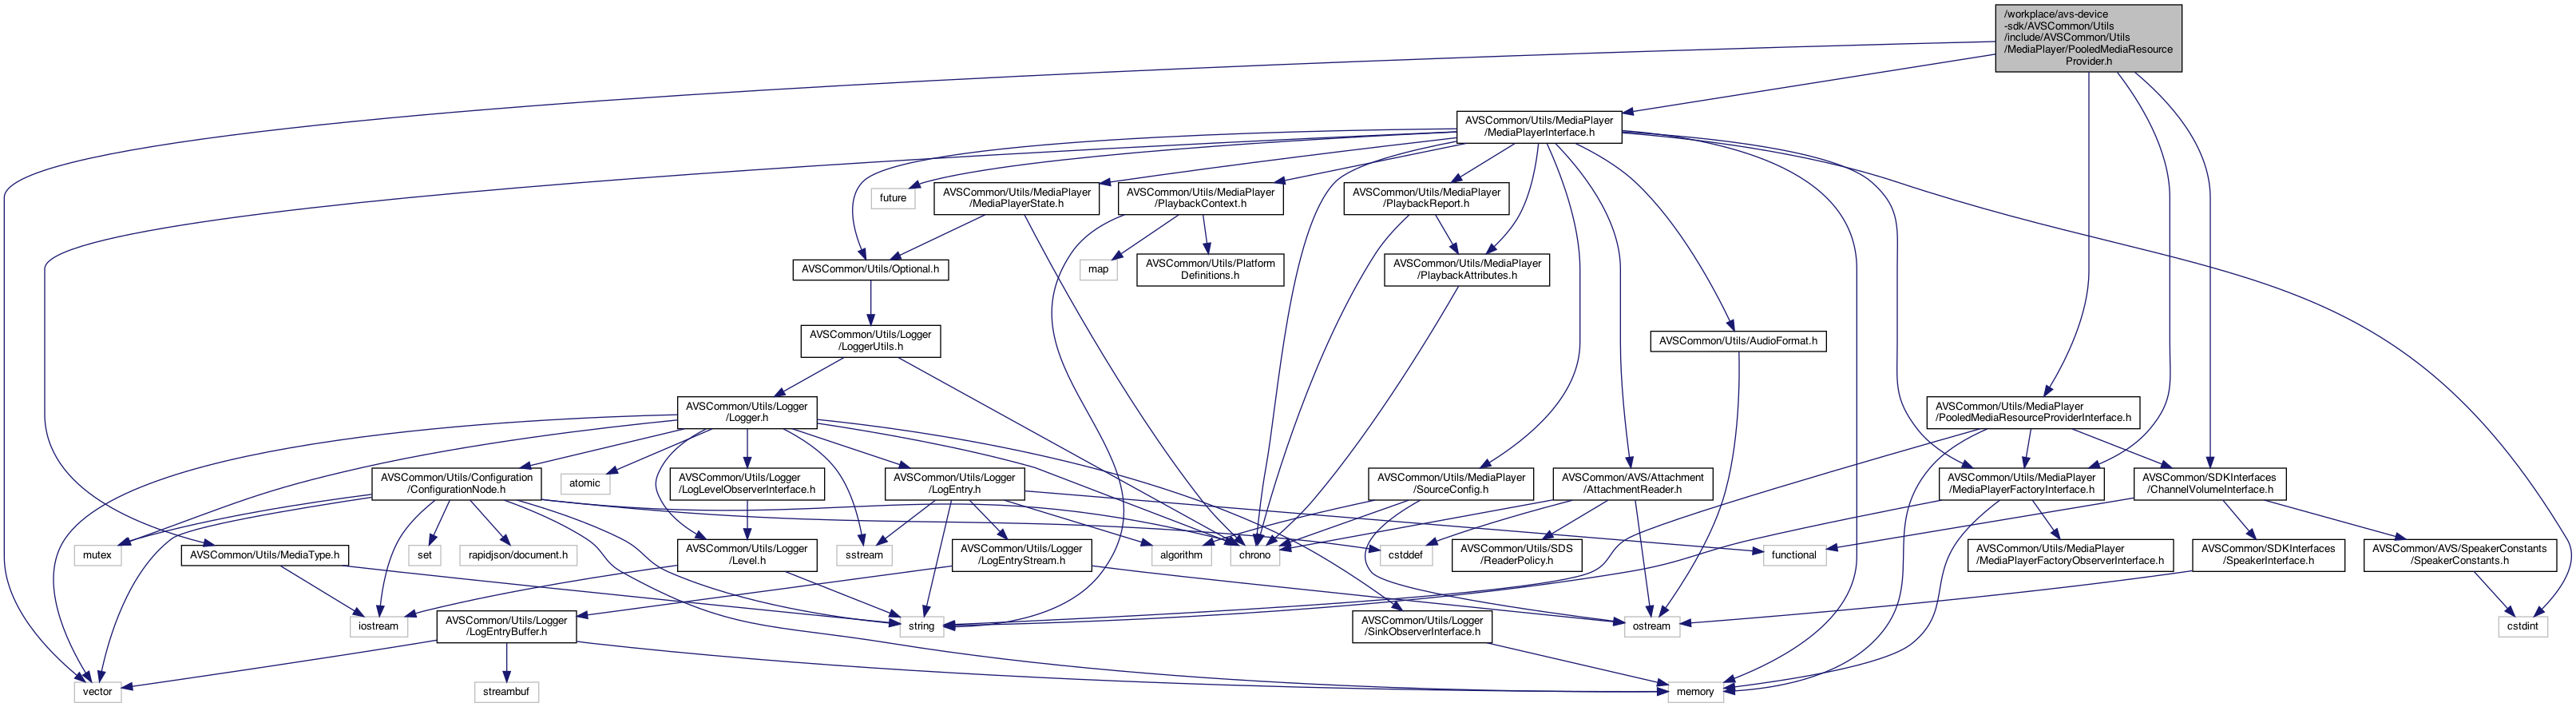 /workplace/avs-device
-sdk/AVSCommon/Utils
/include/AVSCommon/Utils
/MediaPlayer/PooledMediaResource
Provider.h
AVSCommon/Utils/MediaPlayer
/MediaPlayerInterface.h
future
AVSCommon/Utils/MediaPlayer
/MediaPlayerState.h
AVSCommon/Utils/MediaPlayer
/PlaybackContext.h
AVSCommon/Utils/MediaPlayer
/PlaybackReport.h
AVSCommon/Utils/Optional.h
map
AVSCommon/Utils/Platform
Definitions.h
AVSCommon/Utils/MediaPlayer
/PlaybackAttributes.h
AVSCommon/Utils/Logger
/LoggerUtils.h
AVSCommon/Utils/AudioFormat.h
AVSCommon/Utils/Logger
/Logger.h
AVSCommon/Utils/MediaPlayer
/PooledMediaResourceProviderInterface.h
AVSCommon/Utils/Configuration
/ConfigurationNode.h
atomic
AVSCommon/Utils/Logger
/LogLevelObserverInterface.h
AVSCommon/Utils/Logger
/LogEntry.h
AVSCommon/Utils/MediaPlayer
/SourceConfig.h
AVSCommon/AVS/Attachment
/AttachmentReader.h
AVSCommon/Utils/MediaPlayer
/MediaPlayerFactoryInterface.h
AVSCommon/SDKInterfaces
/ChannelVolumeInterface.h
mutex
AVSCommon/Utils/MediaType.h
set
rapidjson/document.h
AVSCommon/Utils/Logger
/Level.h
sstream
AVSCommon/Utils/Logger
/LogEntryStream.h
algorithm
chrono
cstddef
AVSCommon/Utils/SDS
/ReaderPolicy.h
functional
AVSCommon/Utils/MediaPlayer
/MediaPlayerFactoryObserverInterface.h
AVSCommon/SDKInterfaces
/SpeakerInterface.h
AVSCommon/AVS/SpeakerConstants
/SpeakerConstants.h
iostream
AVSCommon/Utils/Logger
/LogEntryBuffer.h
string
AVSCommon/Utils/Logger
/SinkObserverInterface.h
ostream
cstdint
vector
streambuf
memory